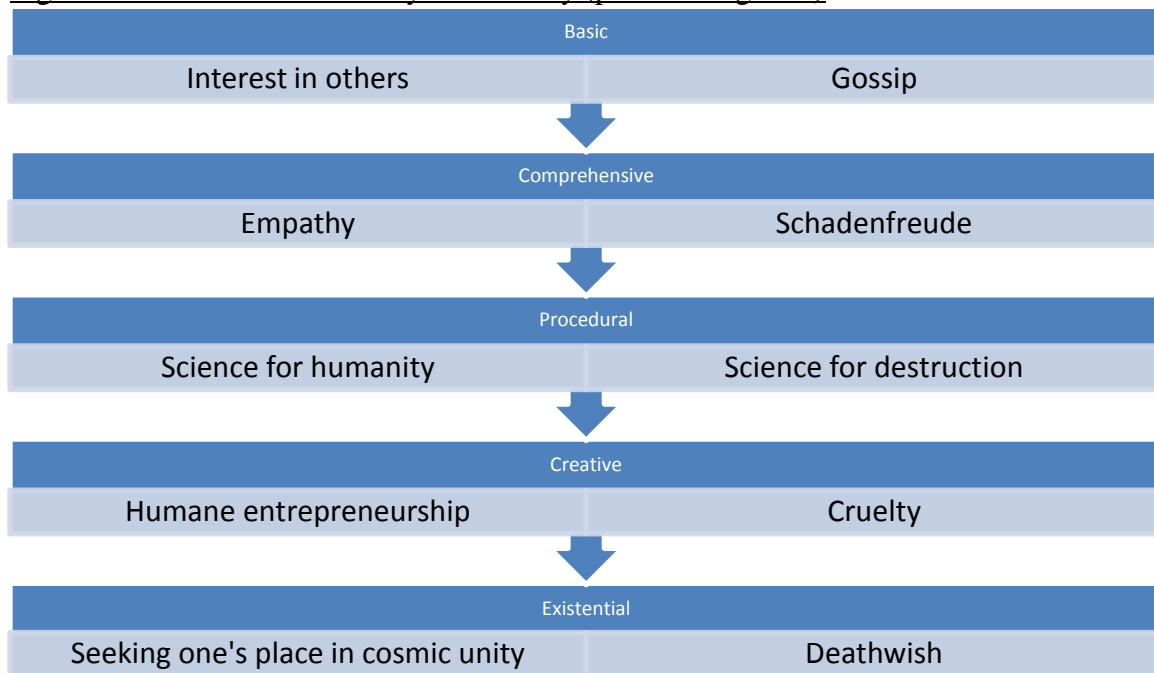 Basic
Interest in others Gossip
Comprehensive
Empathy Schadenfreude
Procedural
Science for humanity Science for destruction
Creative
Humane entrepreneurship Cruelty
Existential
Seeking one's place in cosmic unity Deathwish